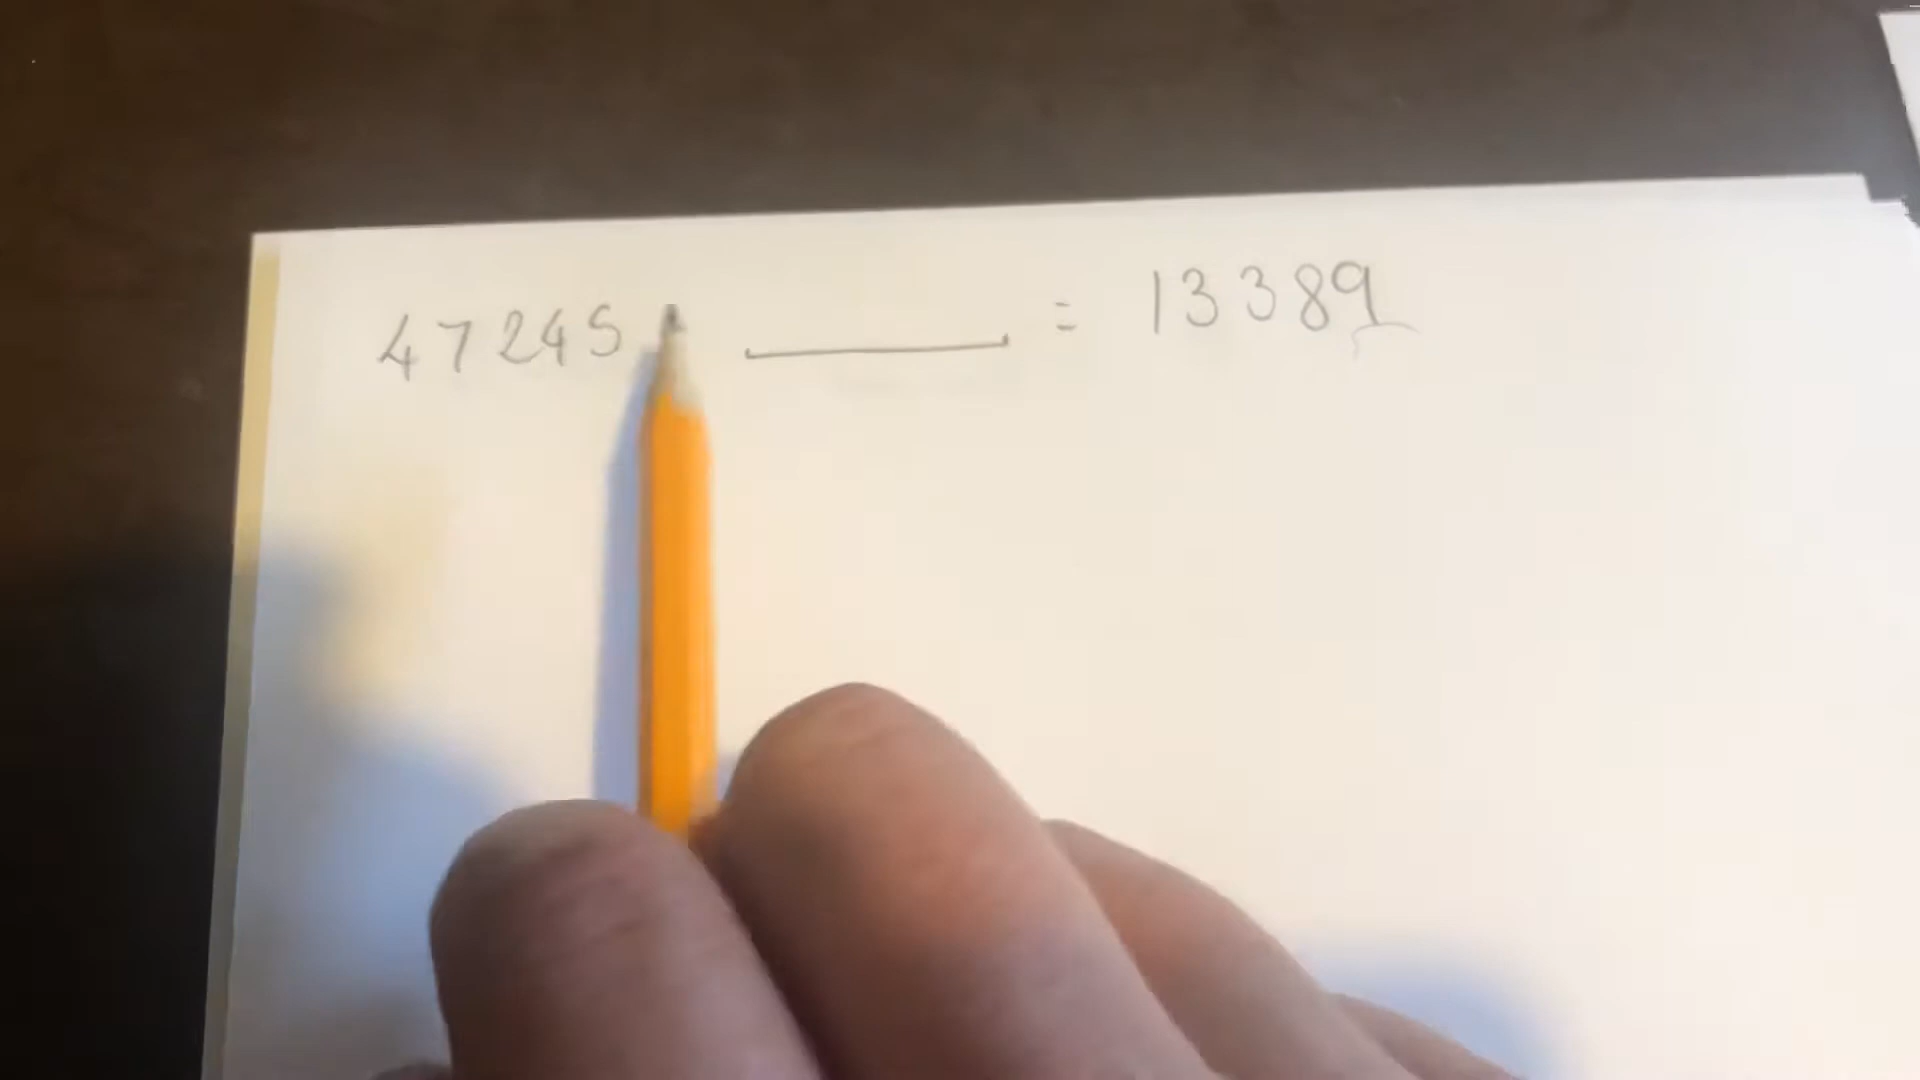 47245 ____ = 13389